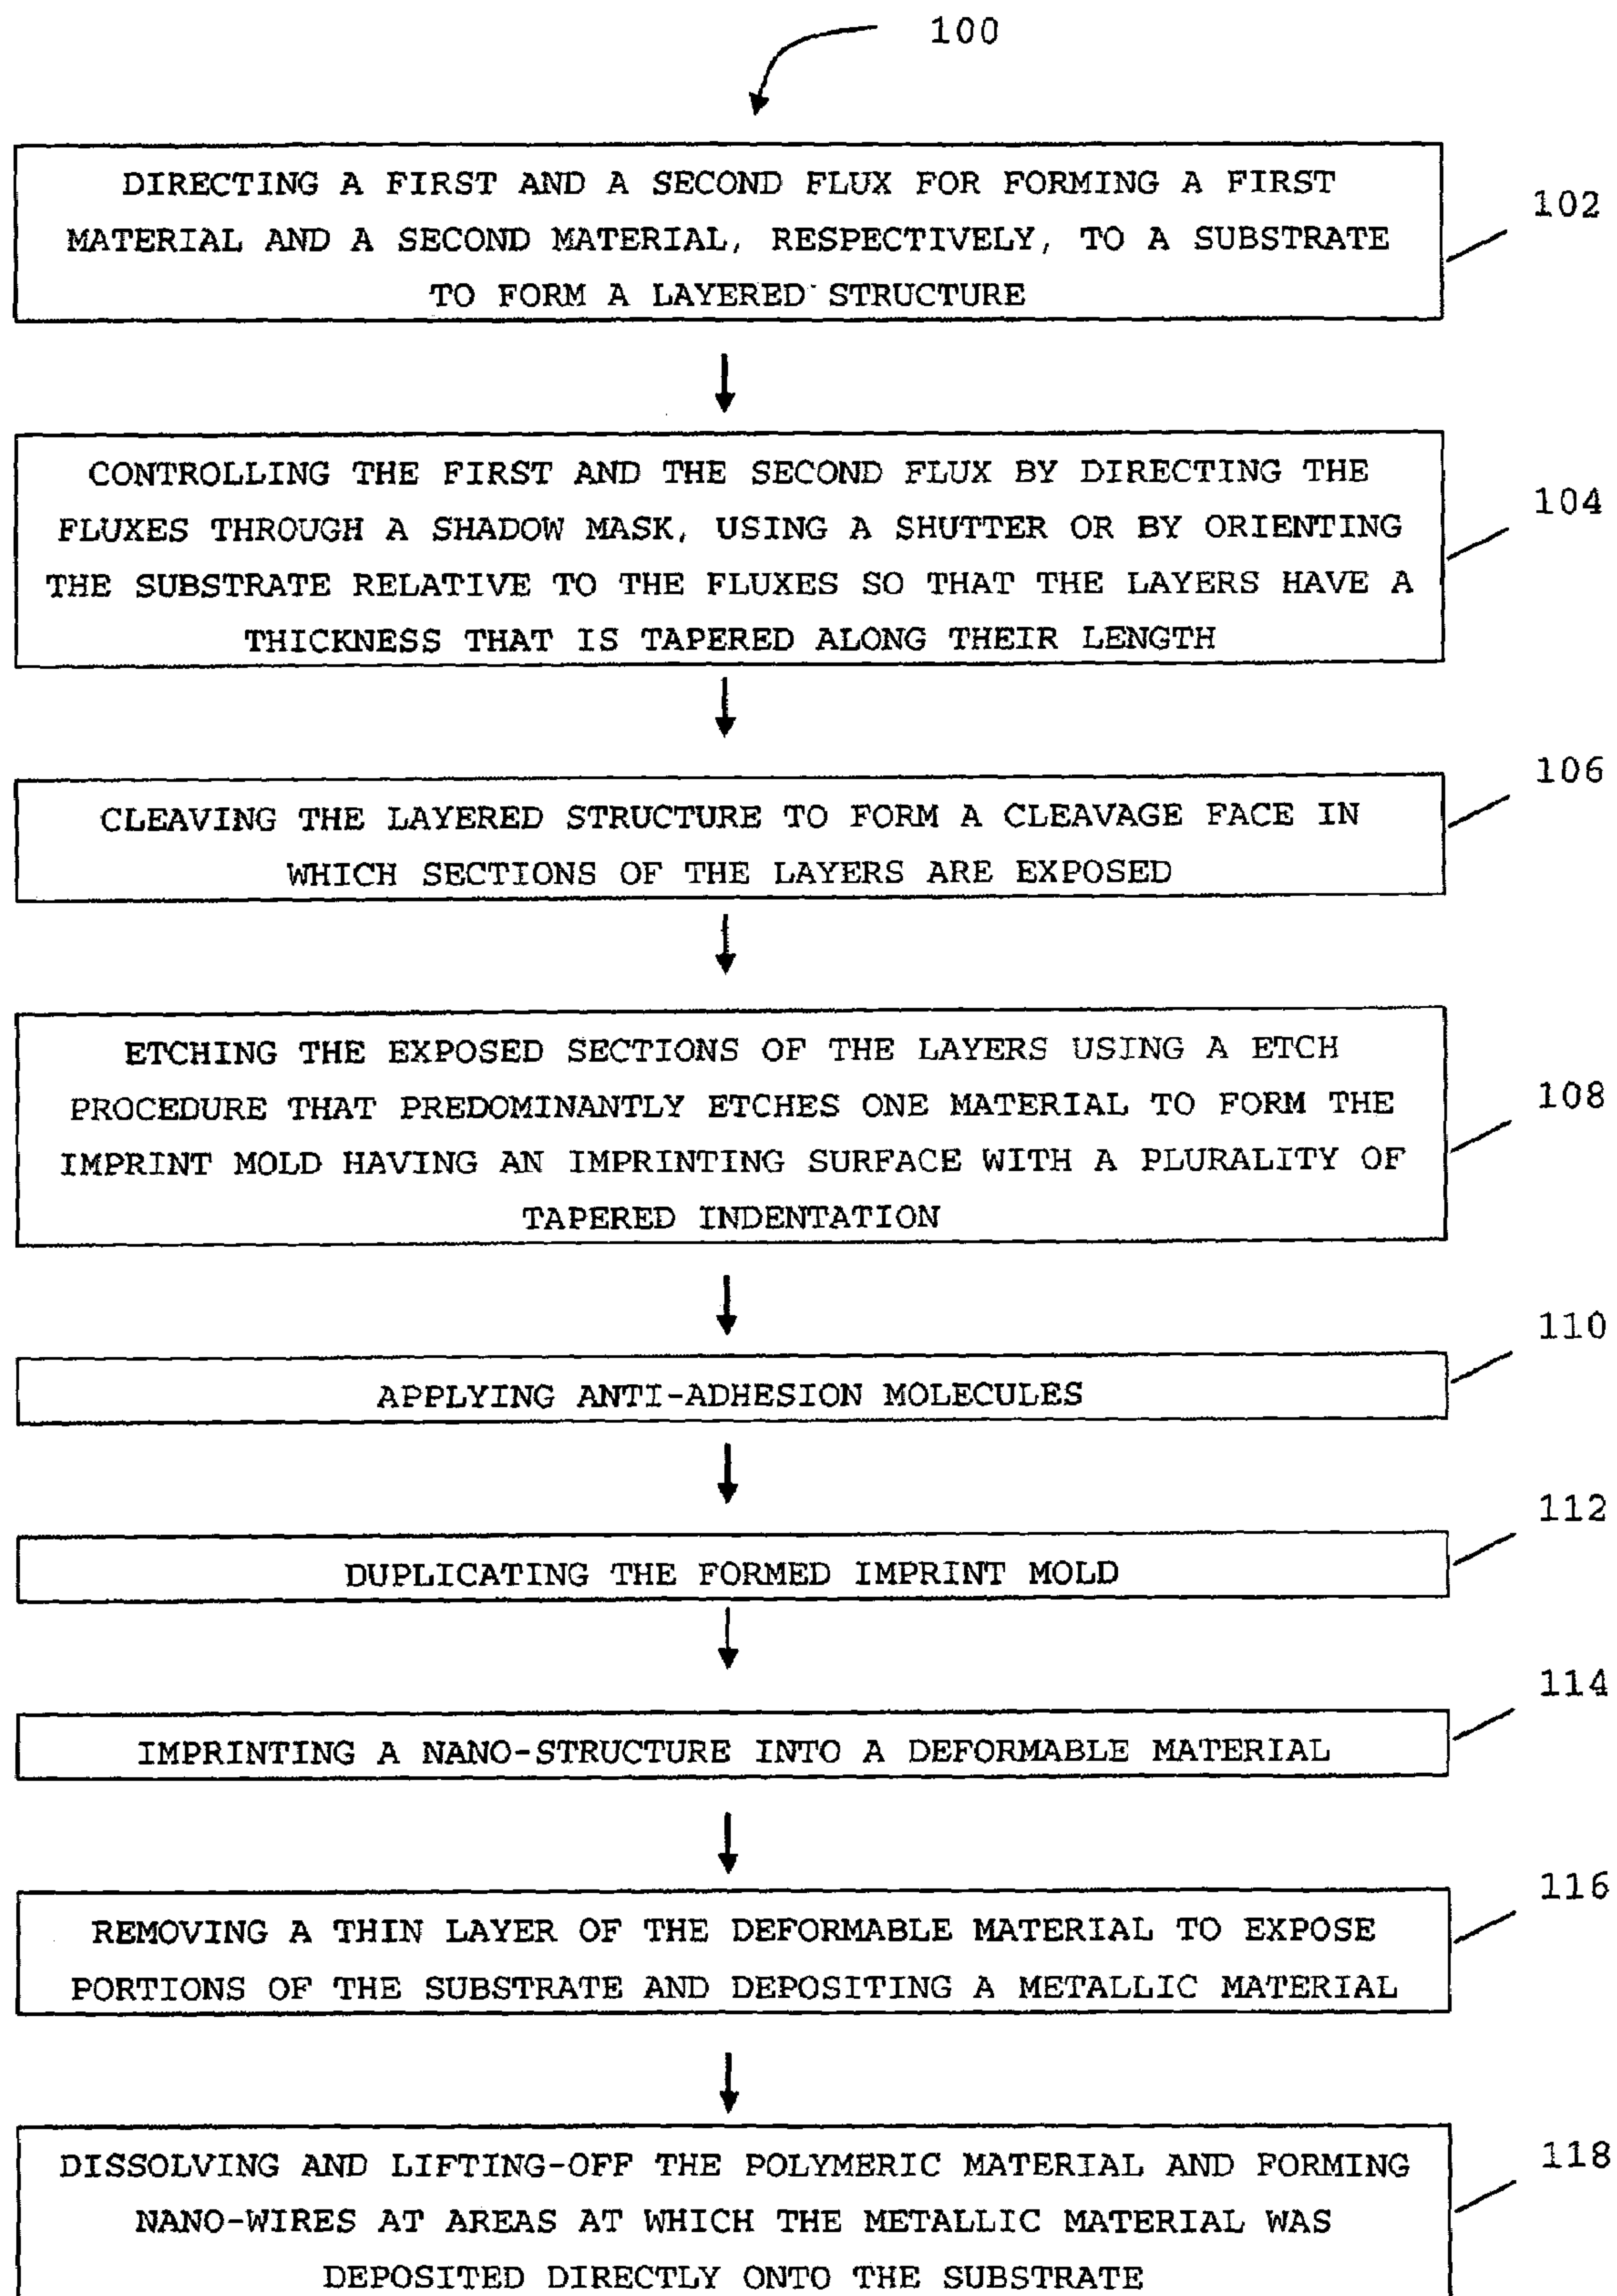 100
DIRECTING A FIRST AND A SECOND FLUX FOR FORMING A FIRST
MATERIAL AND A SECOND MATERIAL, RESPECTIVELY, TO A SUBSTRATE
TO FORM A LAYERED STRUCTURE
102
CONTROLLING THE FIRST AND THE SECOND FLUX BY DIRECTING THE
FLUXES THROUGH A SHADOW MASK, USING A SHUTTER OR BY ORIENTING
THE SUBSTRATE RELATIVE TO THE FLUXES SO THAT THE LAYERS HAVE A
THICKNESS THAT IS TAPERED ALONG THEIR LENGTH
104
CLEAVING THE LAYERED STRUCTURE TO FORM A CLEAVAGE FACE IN
WHICH SECTIONS OF THE LAYERS ARE EXPOSED
106
ETCHING THE EXPOSED SECTIONS OF THE LAYERS USING A ETCH
PROCEDURE THAT PREDOMINANTLY ETCHES ONE MATERIAL TO FORM THE
IMPRINT MOLD HAVING AN IMPRINTING SURFACE WITH A PLURALITY OF
TAPERED INDENTATION
108
APPLYING ANTI-ADHESION MOLECULES
110
DUPLICATING THE FORMED IMPRINT MOLD
112
IMPRINTING A NANO-STRUCTURE INTO A DEFORMABLE MATERIAL
114
REMOVING A THIN LAYER OF THE DEFORMABLE MATERIAL TO EXPOSE
PORTIONS OF THE SUBSTRATE AND DEPOSITING A METALLIC MATERIAL
116
DISSOLVING AND LIFTING-OFF THE POLYMERIC MATERIAL AND FORMING
NANO-WIRES AT AREAS AT WHICH THE METALLIC MATERIAL WAS
DEPOSITED DIRECTLY ONTO THE SUBSTRATE
118